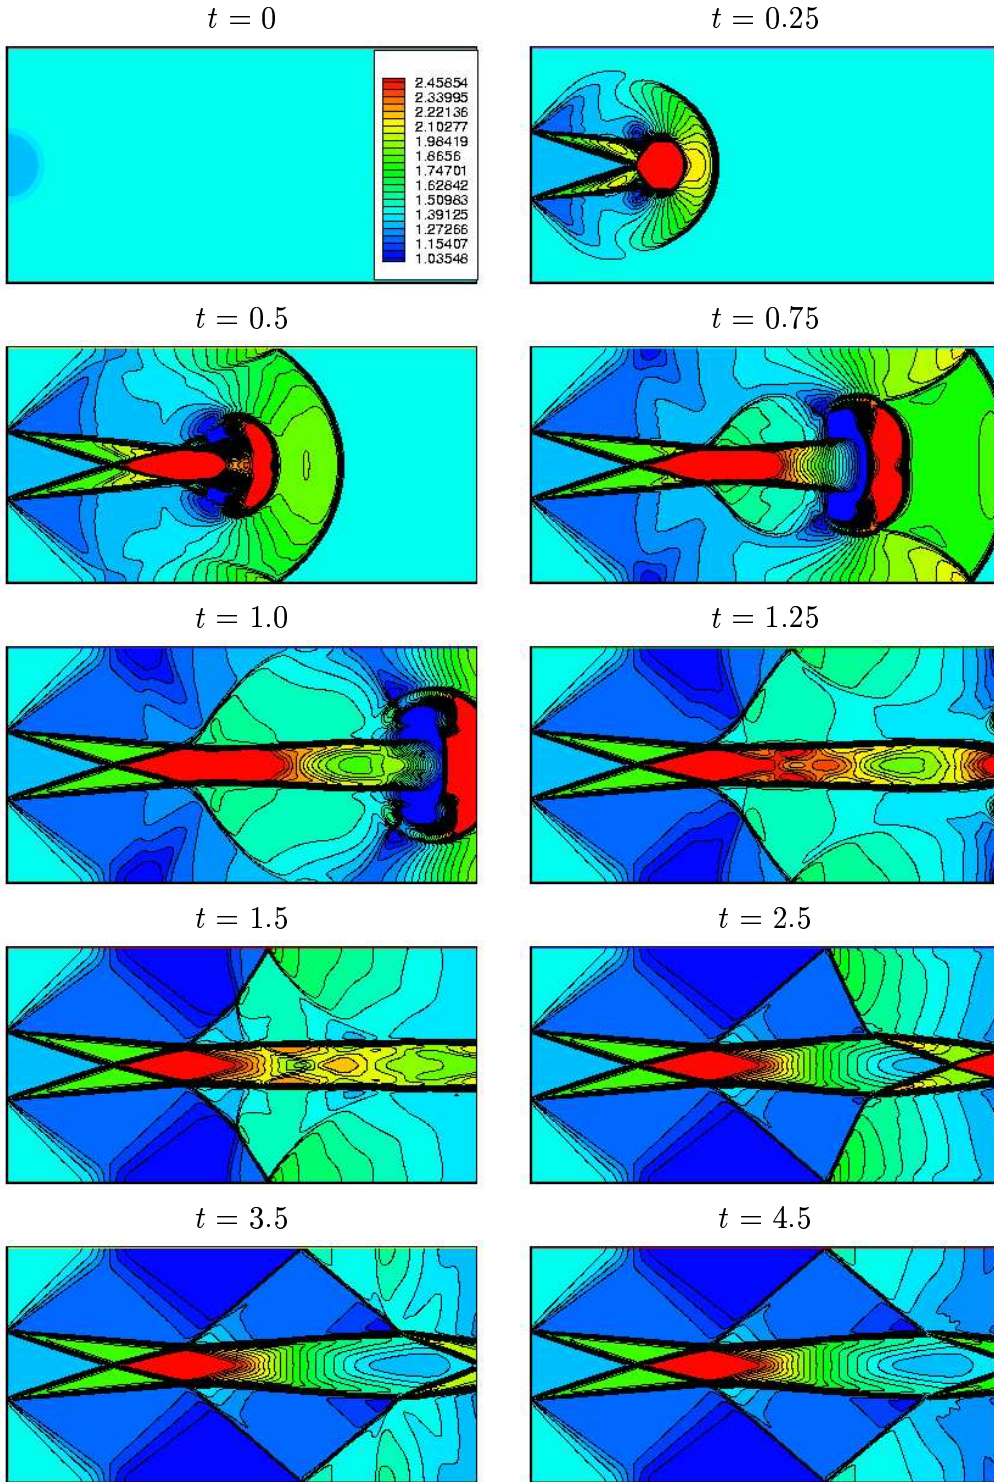 t = 0
t = 0.25
2.45854
2.33995
2.22136
2.10277
1.98419
1.8656
1.74701
1.62842
1.50983
1.39125
1.27266
1.15407
1.03548
t = 0.5
t = 0.75
t = 1.0
t = 1.25
t = 1.5
t = 2.5
t = 3.5
t = 4.5